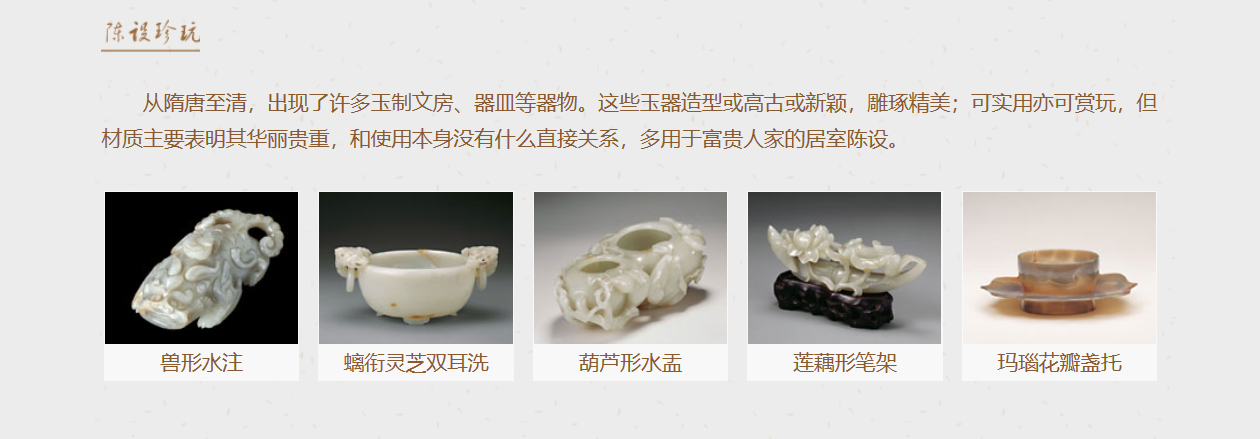 陈设珍玩
从隋唐至清，出现了许多玉制文房、器皿等器物。这些玉器造型或高古或新颖，雕琢精美；可实用亦可赏玩，但
材质主要表明其华丽贵重，和使用本身没有什么直接关系，多用于富贵人家的居室陈设。
兽形水注
螭衔灵芝双耳洗
葫芦形水盂
莲藕形笔架
玛瑙花瓣盏托